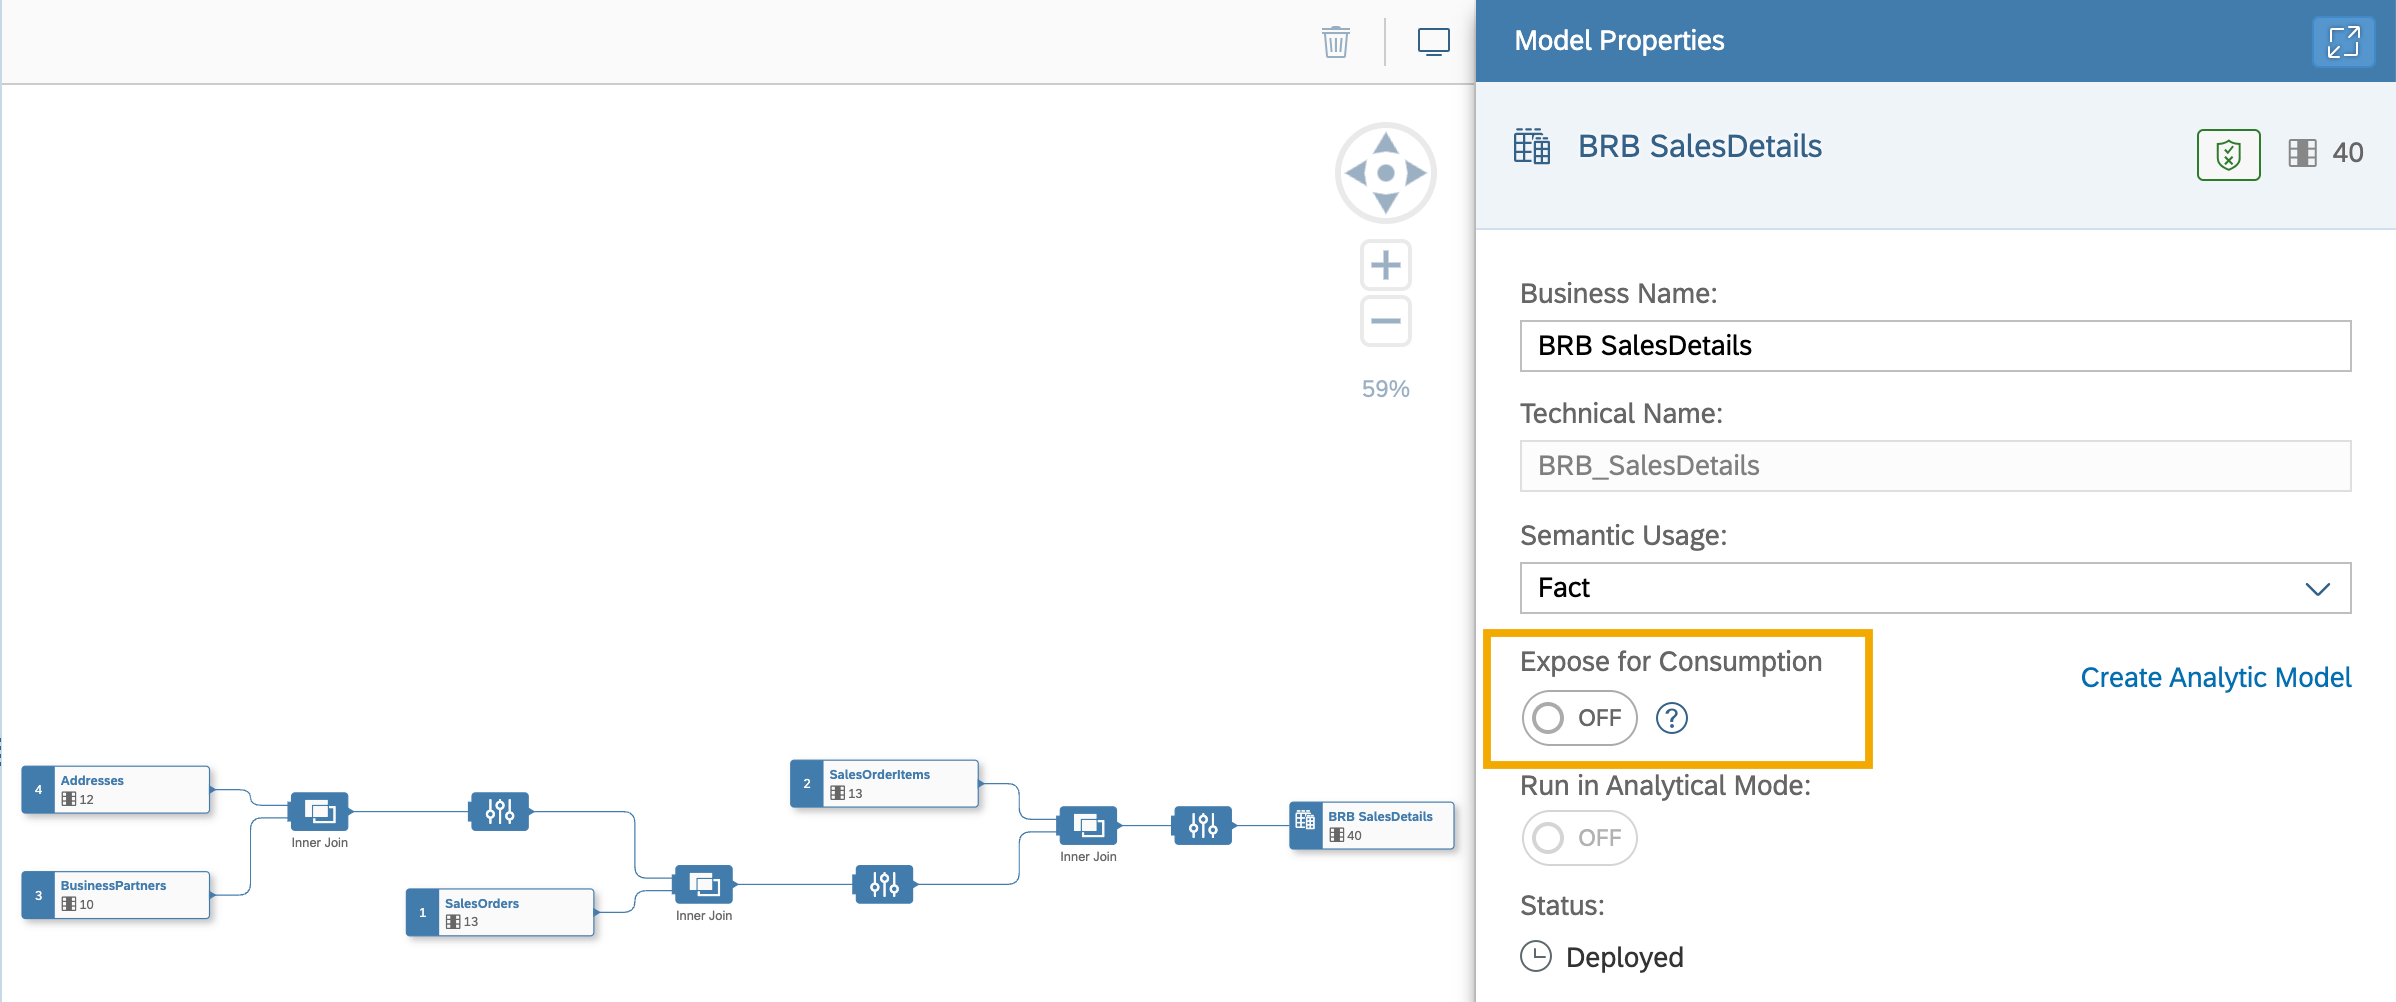 Model Properties
BRB SalesDetails
40
Business Name:
BRB SalesDetails
Technical Name:
BRB_SalesDetails
Semantic Usage:
Fact
Expose for Consumption
OFF
?
Create Analytic Model
Run in Analytical Mode:
OFF
Status:
Deployed
59%
4
Addresses
12
Inner Join
3
BusinessPartners
10
1
SalesOrders
13
Inner Join
2
SalesOrderItems
13
Inner Join
BRB SalesDetails
40